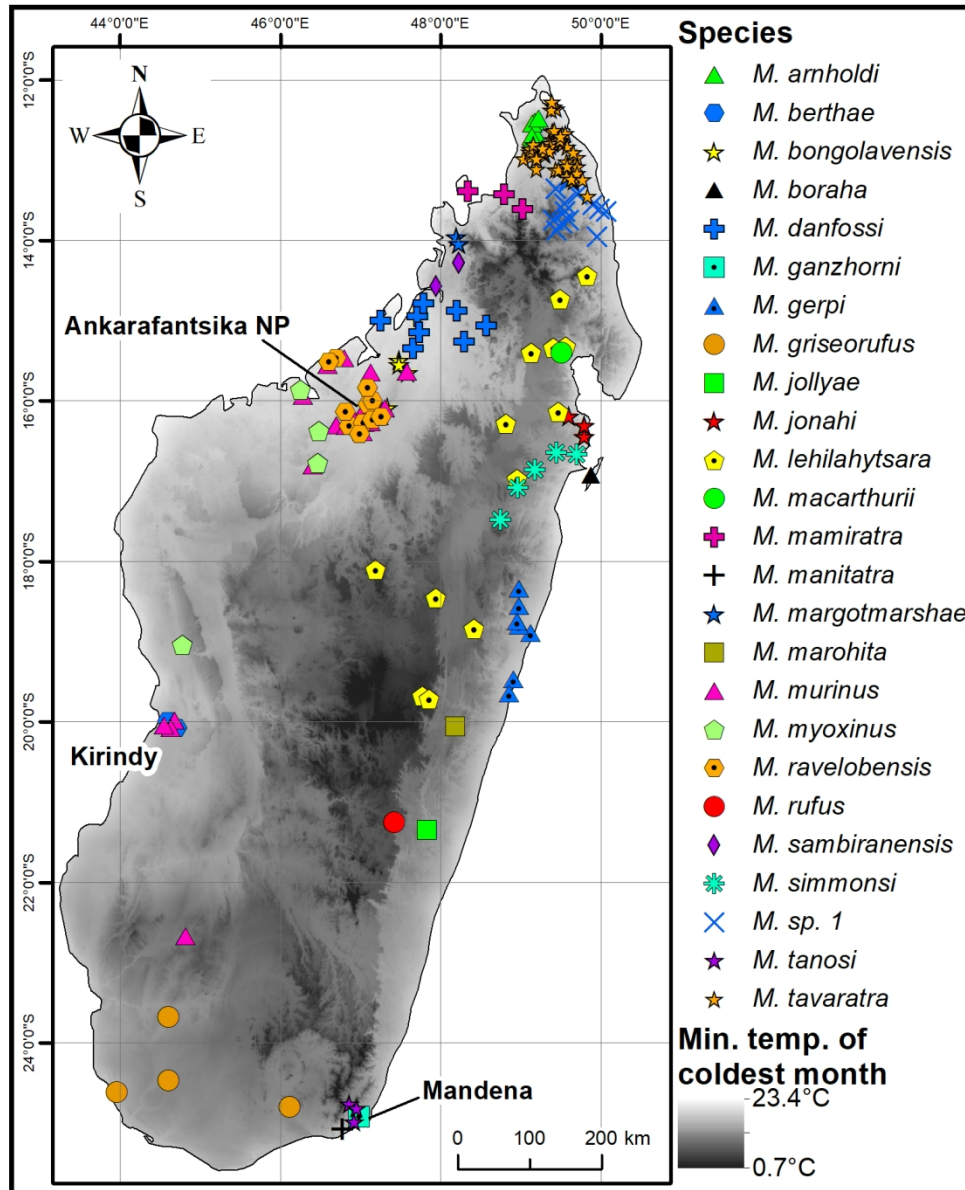 44°0'0"E 46°0'0"E 48°0'0"E 50°0'0"E
12°0'0"S
14°0'0"S
16°0'0"S
18°0'0"S
20°0'0"S
22°0'0"S
24°0'0"S
N
W E
S
Ankarafantsika NP
Kirindy
Mandena
0 100 200 km
Species
M. arnholdi
M. berthae
M. bongolavensis
M. boraha
M. danfossi
M. ganzhorni
M. gerpi
M. griseorufus
M. jollyae
M. jonahi
M. lehilahytsara
M. macarthurii
M. mamiratra
M. manitatra
M. margotmarshae
M. marohita
M. murinus
M. myoxinus
M. ravelobensis
M. rufus
M. sambiranensis
M. simmonsi
M. sp. 1
M. tanosi
M. tavaratra
Min. temp. of
coldest month
23.4°C
0.7°C